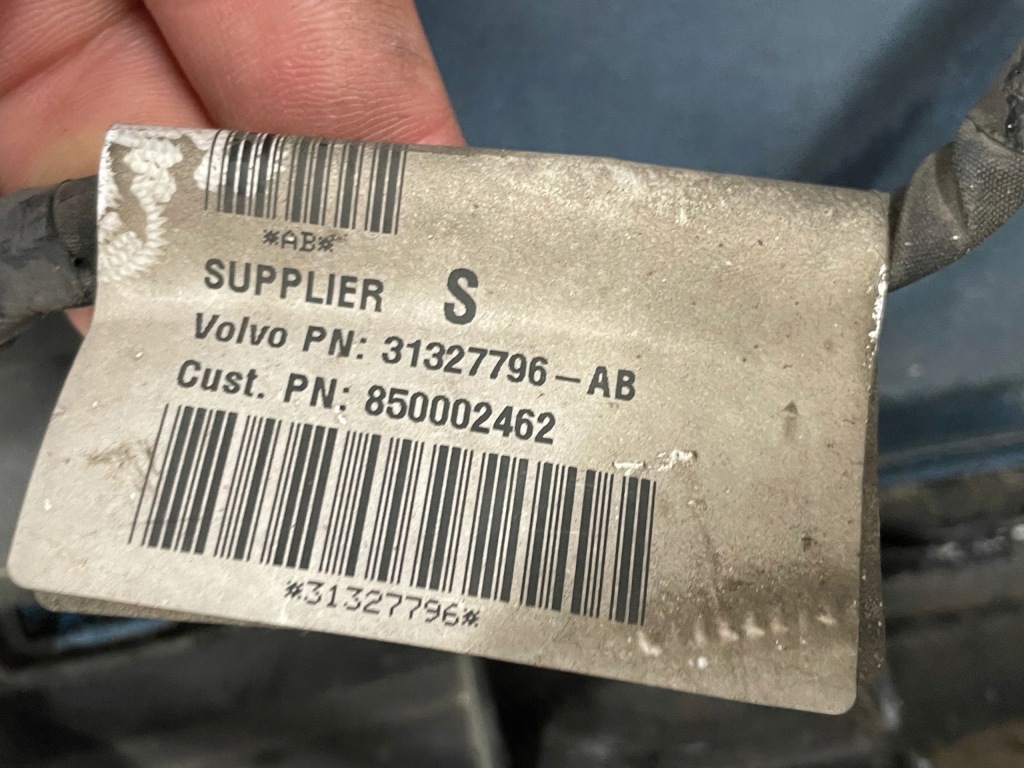 *AB*
SUPPLIER S
Volvo PN: 31327796-AB
Cust. PN: 850002462
*31327796*